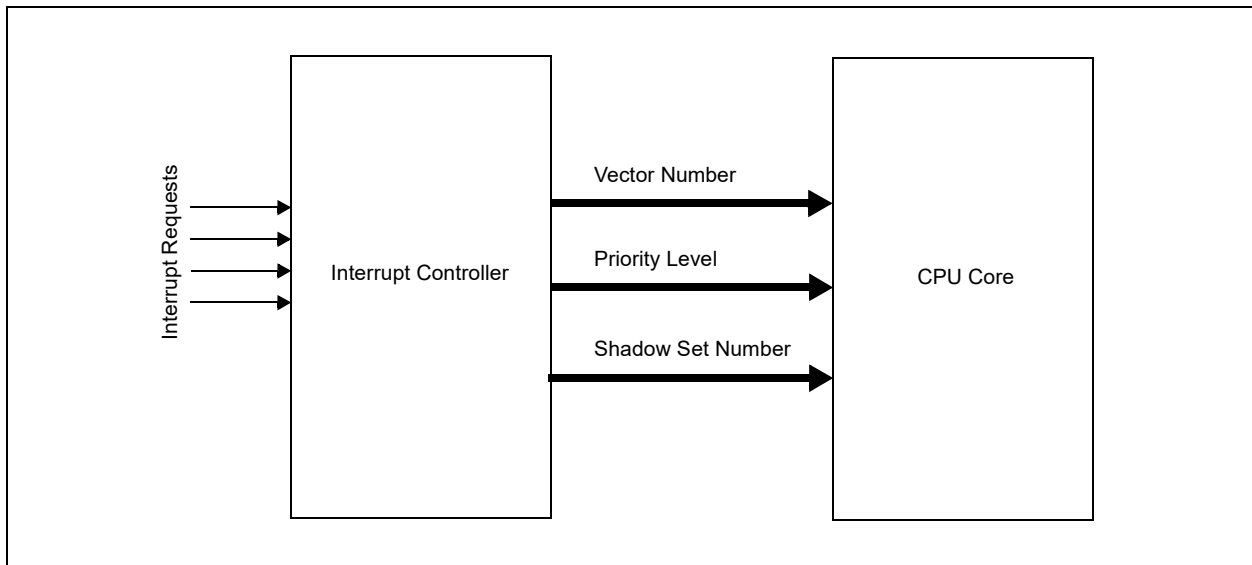 Interrupt Requests
Interrupt Controller
Vector Number
Priority Level
Shadow Set Number
CPU Core